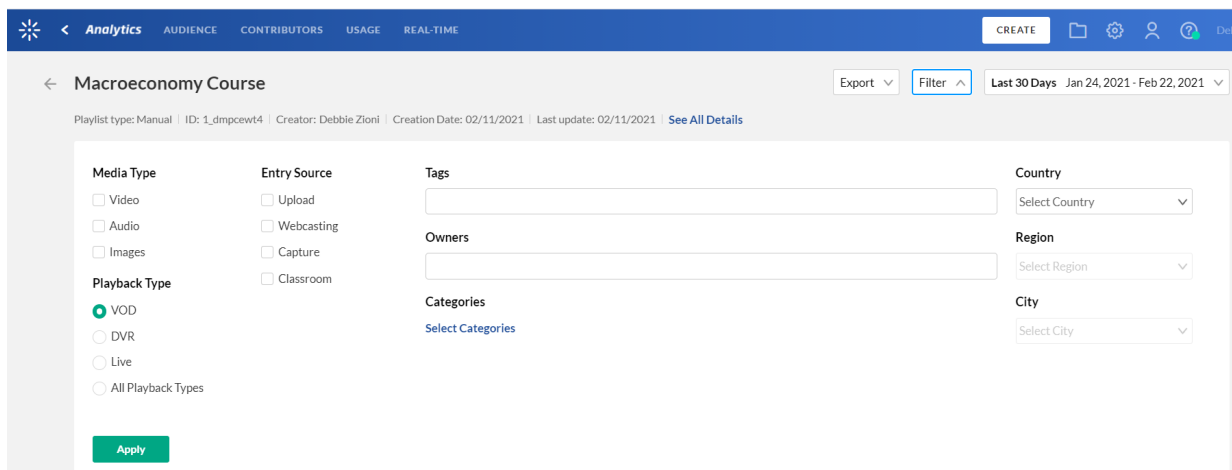 Analytics AUDIENCE CONTRIBUTORS USAGE REAL-TIME CREATE
Macroeconomy Course Export Filter Last 30 Days Jan 24, 2021 - Feb 22, 2021
Playlist type: Manual | ID: 1_dmpcewt4 | Creator: Debbie Zioni | Creation Date: 02/11/2021 | Last update: 02/11/2021 | See All Details
Media Type Entry Source Tags Country
Video Upload Select Country
Audio Webcasting
Owners Region
Images Capture
Select Region
Classroom
Playback Type
Categories City
VOD
Select Categories Select City
DVR
Live
All Playback Types
Apply